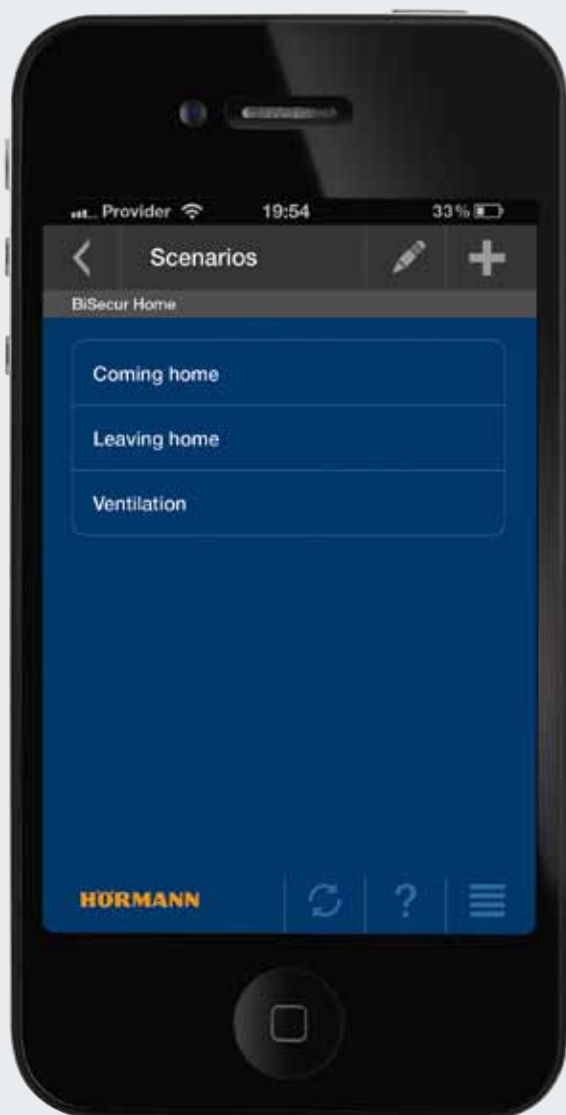 Provider 19:54 33%
Scenarios
BiSecur Home
Coming home
Leaving home
Ventilation
HÖRMANN
?